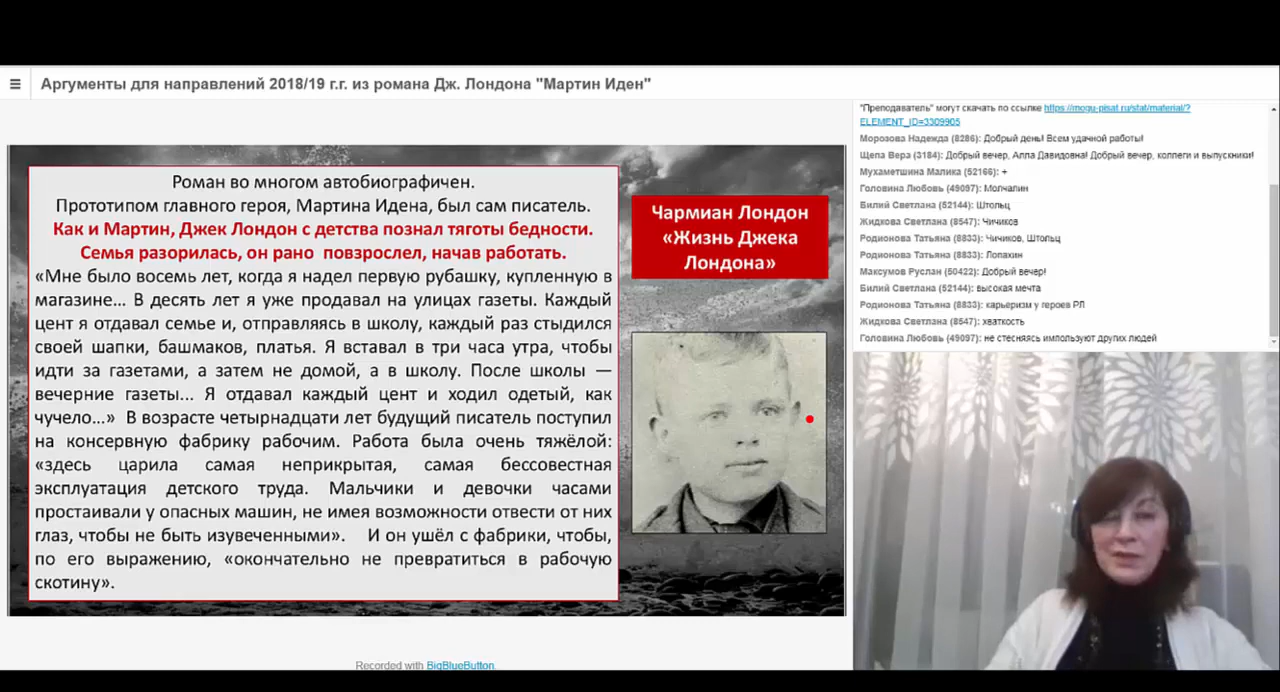 Аргументы для направлений 2018/19 г.г. из романа Дж. Лондона "Мартин Иден"
Роман во многом автобиографичен.
Прототипом главного героя, Мартина Идена, был сам писатель.
Как и Мартин, Джек Лондон с детства познал тяготы бедности.
Семья разорилась, он рано повзрослел, начав работать.
«Мне было восемь лет, когда я надел первую рубашку, купленную в
магазине... В десять лет я уже продавал на улицах газеты. Каждый
цент я отдавал семье и, отправляясь в школу, каждый раз стыдился
своей шапки, башмаков, платья. Я вставал в три часа утра, чтобы
идти за газетами, а затем не домой, а в школу. После школы —
вечерние газеты... Я отдавал каждый цент и ходил одетый, как
чучело...» В возрасте четырнадцати лет будущий писатель поступил
на консервную фабрику рабочим. Работа была очень тяжёлой:
«здесь царила самая неприкрытая, самая бессовестная
эксплуатация детского труда. Мальчики и девочки часами
простаивали у опасных машин, не имея возможности отвести от них
глаз, чтобы не быть изувеченными». И он ушёл с фабрики, чтобы,
по его выражению, «окончательно не превратиться в рабочую
скотину».
Чармиан Лондон
«Жизнь Джека
Лондона»
"Преподаватель" могут скачать по ссылке https://mogu-pisat.ru/stat/material/?
ELEMENT_ID=3309905
Морозова Надежда (8286): Добрый день! Всем удачной работы!
Щепа Вера (3184): Добрый вечер, Алла Давидовна! Добрый вечер, коллеги и выпускники!
Мухаметшина Малика (52166): +
Головина Любовь (49097): Молчалин
Билий Светлана (52144): Штольц
Жидкова Светлана (8547): Чичиков
Родионова Татьяна (8833): Чичиков, Штольц
Родионова Татьяна (8833): Лопахин
Максумов Руслан (50422): Добрый вечер!
Билий Светлана (52144): высокая мечта
Родионова Татьяна (8833): карьеризм у героев РЛ
Жидкова Светлана (8547): хваткость
Головина Любовь (49097): не стесняясь импользуют других людей
Recorded with BigBlueButton.